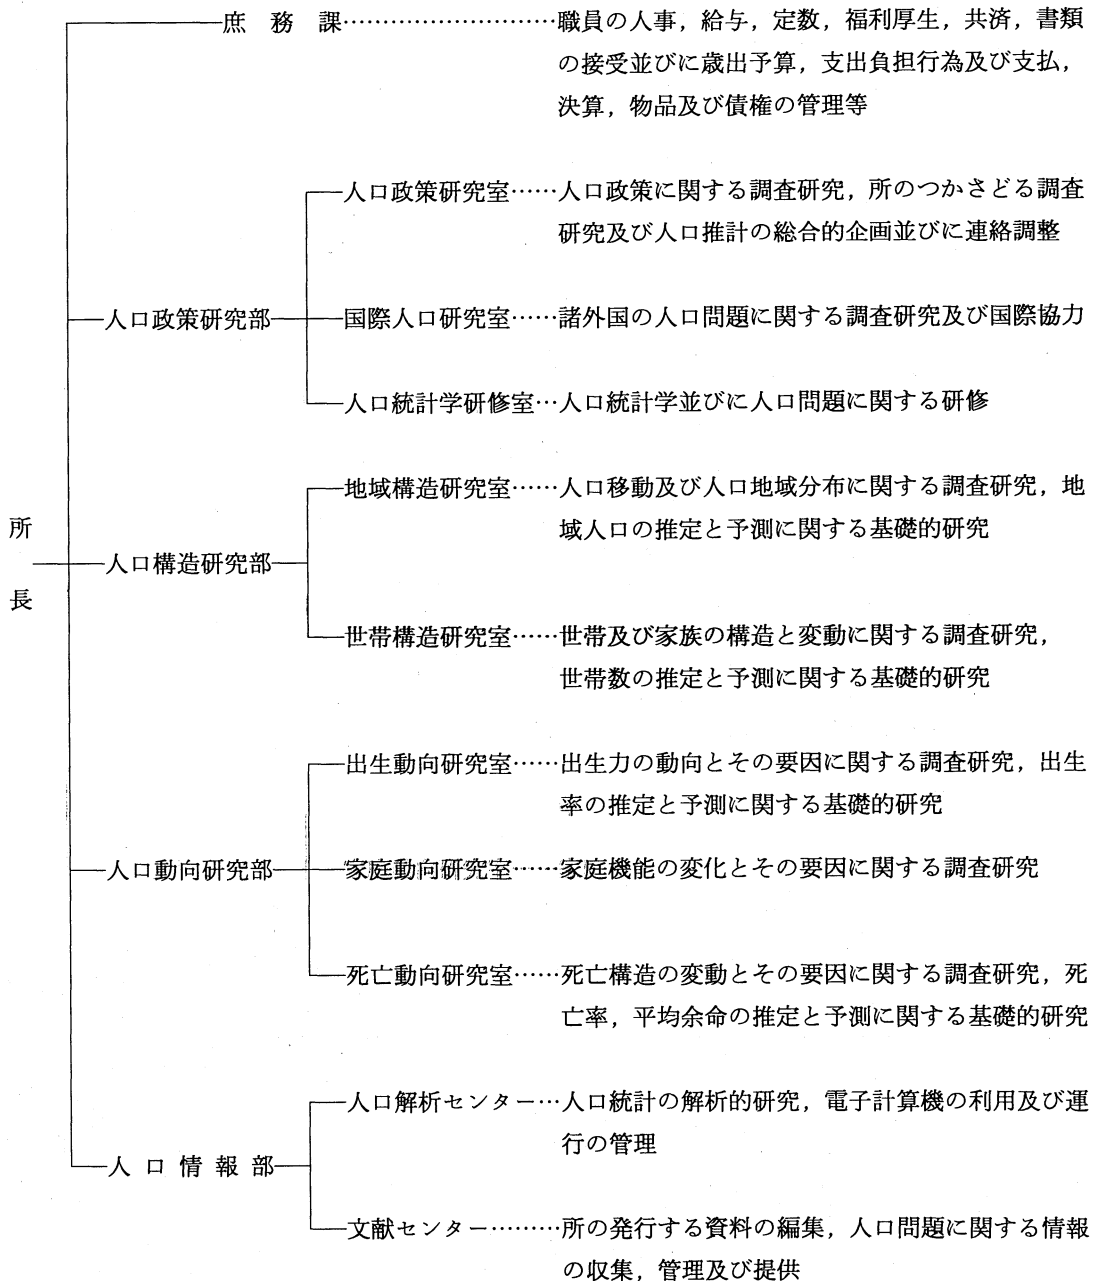 庶務課…………………………職員の人事，給与，定数，福利厚生，共済，書類
の接受並びに歳出予算，支出負担行為及び支払，
決算，物品及び債権の管理等
人口政策研究室……人口政策に関する調査研究，所のつかさどる調査
研究及び人口推計の総合的企画並びに連絡調整
人口政策研究部
国際人口研究室……諸外国の人口問題に関する調査研究及び国際協力
人口統計学研修室…人口統計学並びに人口問題に関する研修
所長
地域構造研究室……人口移動及び人口地域分布に関する調査研究，地
域人口の推定と予測に関する基礎的研究
人口構造研究部
世帯構造研究室……世帯及び家族の構造と変動に関する調査研究，
世帯数の推定と予測に関する基礎的研究
出生動向研究室……出生力の動向とその要因に関する調査研究，出生
率の推定と予測に関する基礎的研究
人口動向研究部
家庭動向研究室……家庭機能の変化とその要因に関する調査研究
死亡動向研究室……死亡構造の変動とその要因に関する調査研究，死
亡率，平均余命の推定と予測に関する基礎的研究
人口解析センター…人口統計の解析的研究，電子計算機の利用及び運
行の管理
人口情報部
文献センター………所の発行する資料の編集，人口問題に関する情報
の収集，管理及び提供